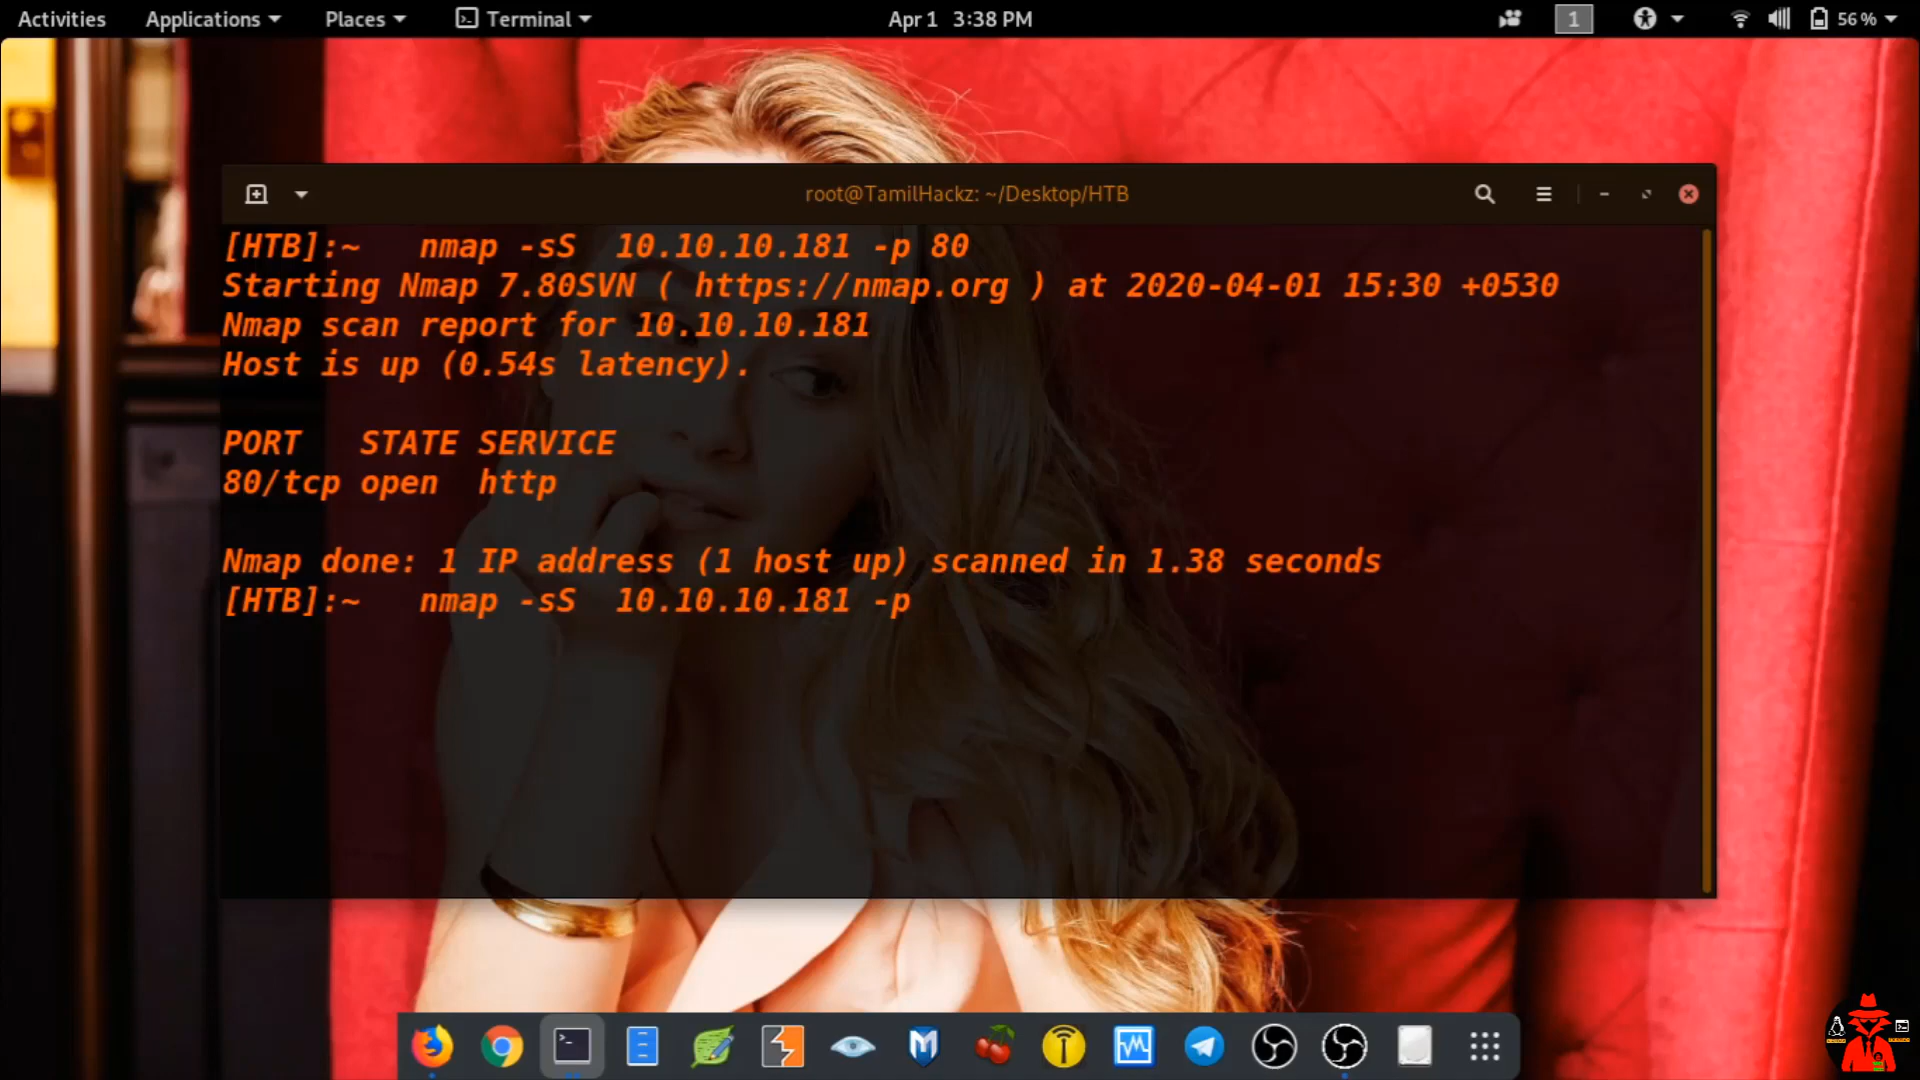 Activities Applications Places Terminal Apr 1 3:38 PM 1 56 %
root@TamilHackz: ~/Desktop/HTB
[HTB]:~ nmap -sS 10.10.10.181 -p 80
Starting Nmap 7.80SVN ( https://nmap.org ) at 2020-04-01 15:30 +0530
Nmap scan report for 10.10.10.181
Host is up (0.54s latency).
PORT STATE SERVICE
80/tcp open http
Nmap done: 1 IP address (1 host up) scanned in 1.38 seconds
[HTB]:~ nmap -sS 10.10.10.181 -p